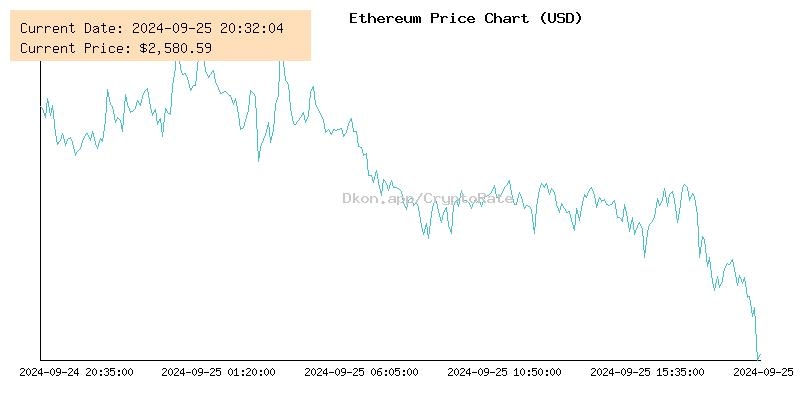 Ethereum Price Chart (USD)
Current Date: 2024-09-25 20:32:04
Current Price: $2,580.59
Dkon.app/CryptoRate
2024-09-24 20:35:00 2024-09-25 01:20:00 2024-09-25 06:05:00 2024-09-25 10:50:00 2024-09-25 15:35:00 2024-09-25